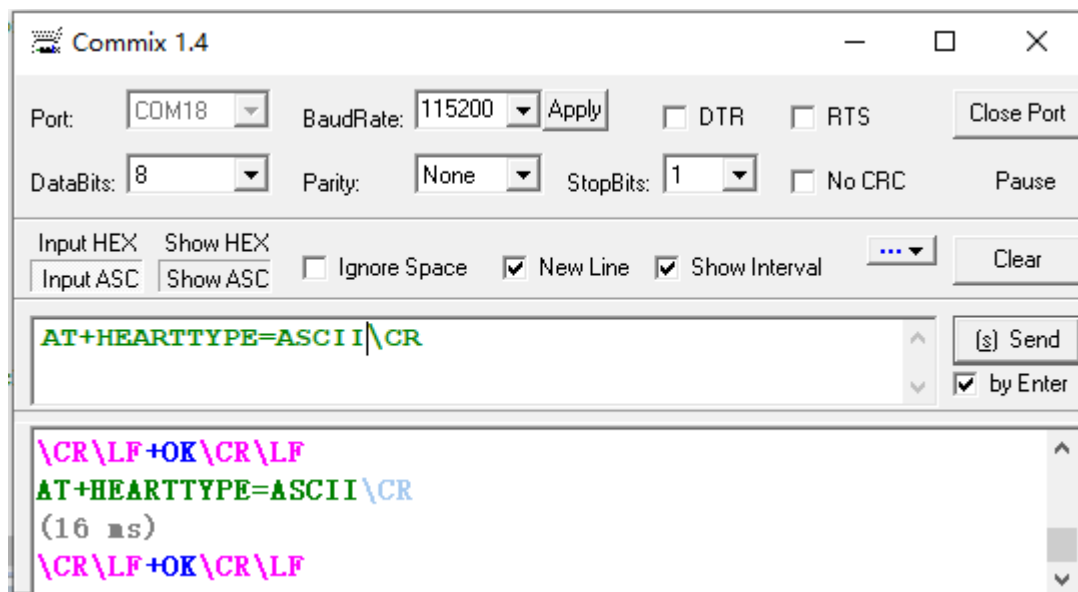 Commix 1.4
Port: COM18 BaudRate: 115200 Apply DTR RTS Close Port
DataBits: 8 Parity: None StopBits: 1 No CRC Pause
Input HEX Show HEX
Input ASC Show ASC Ignore Space New Line Show Interval ... Clear
AT+HEARTTYPE=ASCII\CR (s) Send
by Enter
\CR\LF+OK\CR\LF
AT+HEARTTYPE=ASCII\CR
(16 ms)
\CR\LF+OK\CR\LF